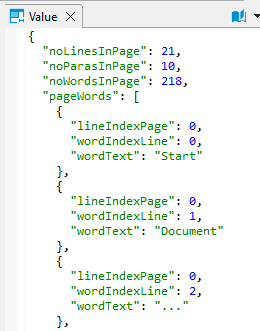 Value
{
"noLinesInPage": 21,
"noParasInPage": 10,
"noWordsInPage": 218,
"pageWords": [
{
"lineIndexPage": 0,
"wordIndexLine": 0,
"wordText": "Start"
},
{
"lineIndexPage": 0,
"wordIndexLine": 1,
"wordText": "Document"
},
{
"lineIndexPage": 0,
"wordIndexLine": 2,
"wordText": "..."
},